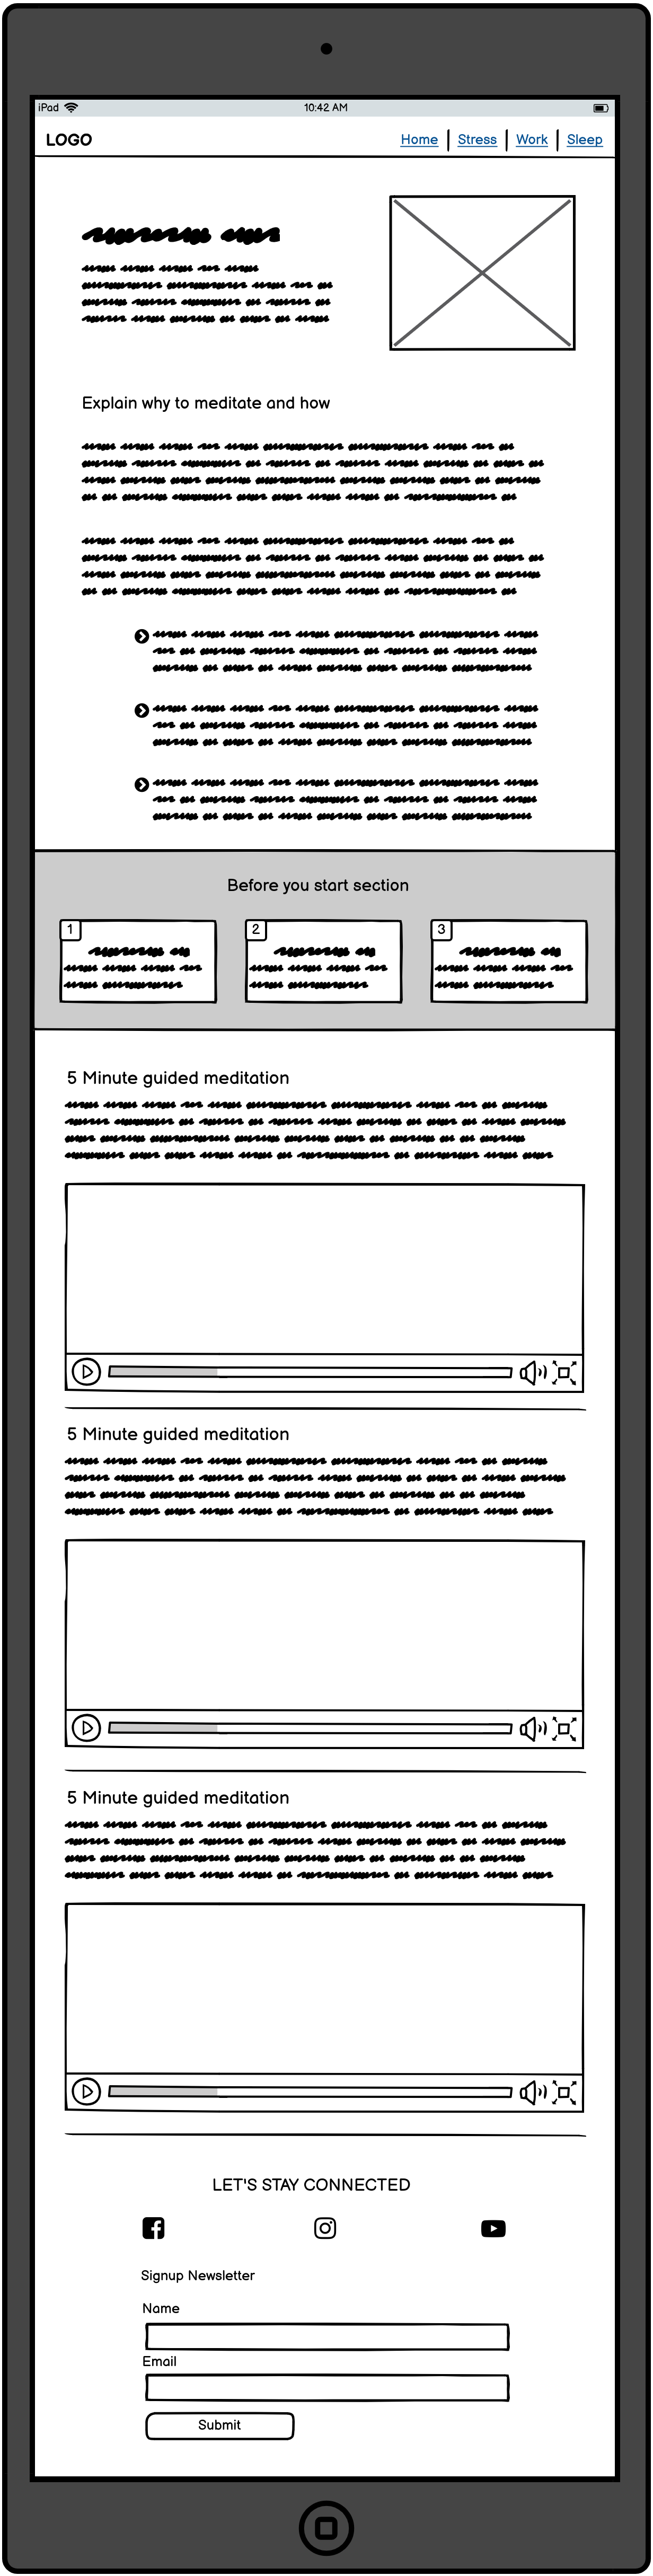 iPad 10:42 AM
LOGO Home Stress Work Sleep
Explain why to meditate and how
Before you start section
1 2 3
5 Minute guided meditation
5 Minute guided meditation
5 Minute guided meditation
LET'S STAY CONNECTED
Signup Newsletter
Name
Email
Submit